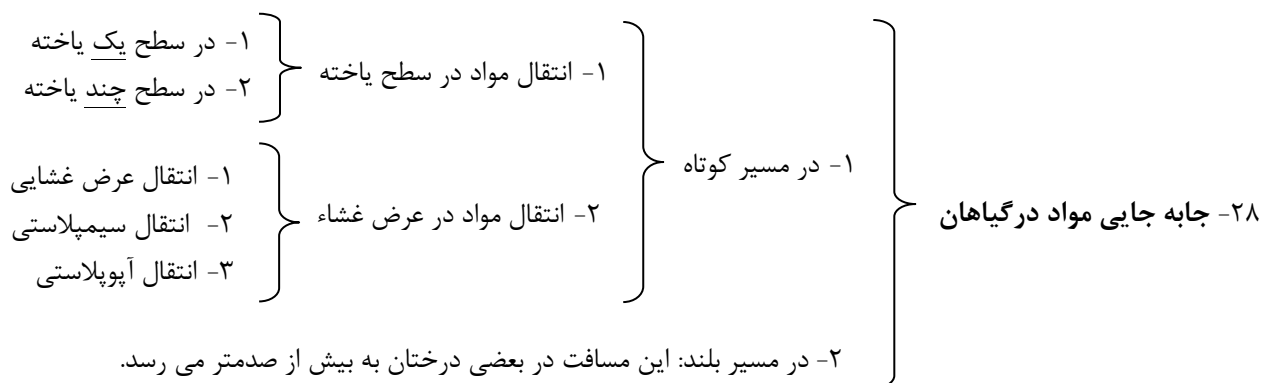 ۲۸- جابه جایی مواد درگیاهان
۱- در مسیر کوتاه
۱- انتقال مواد در سطح یاخته
۱- در سطح یک یاخته
۲- در سطح چند یاخته
۲- انتقال مواد در عرض غشاء
۱- انتقال عرض غشایی
۲- انتقال سیمپلاستی
۳- انتقال آپوپلاستی
۲- در مسیر بلند: این مسافت در بعضی درختان به بیش از صدمتر می رسد.